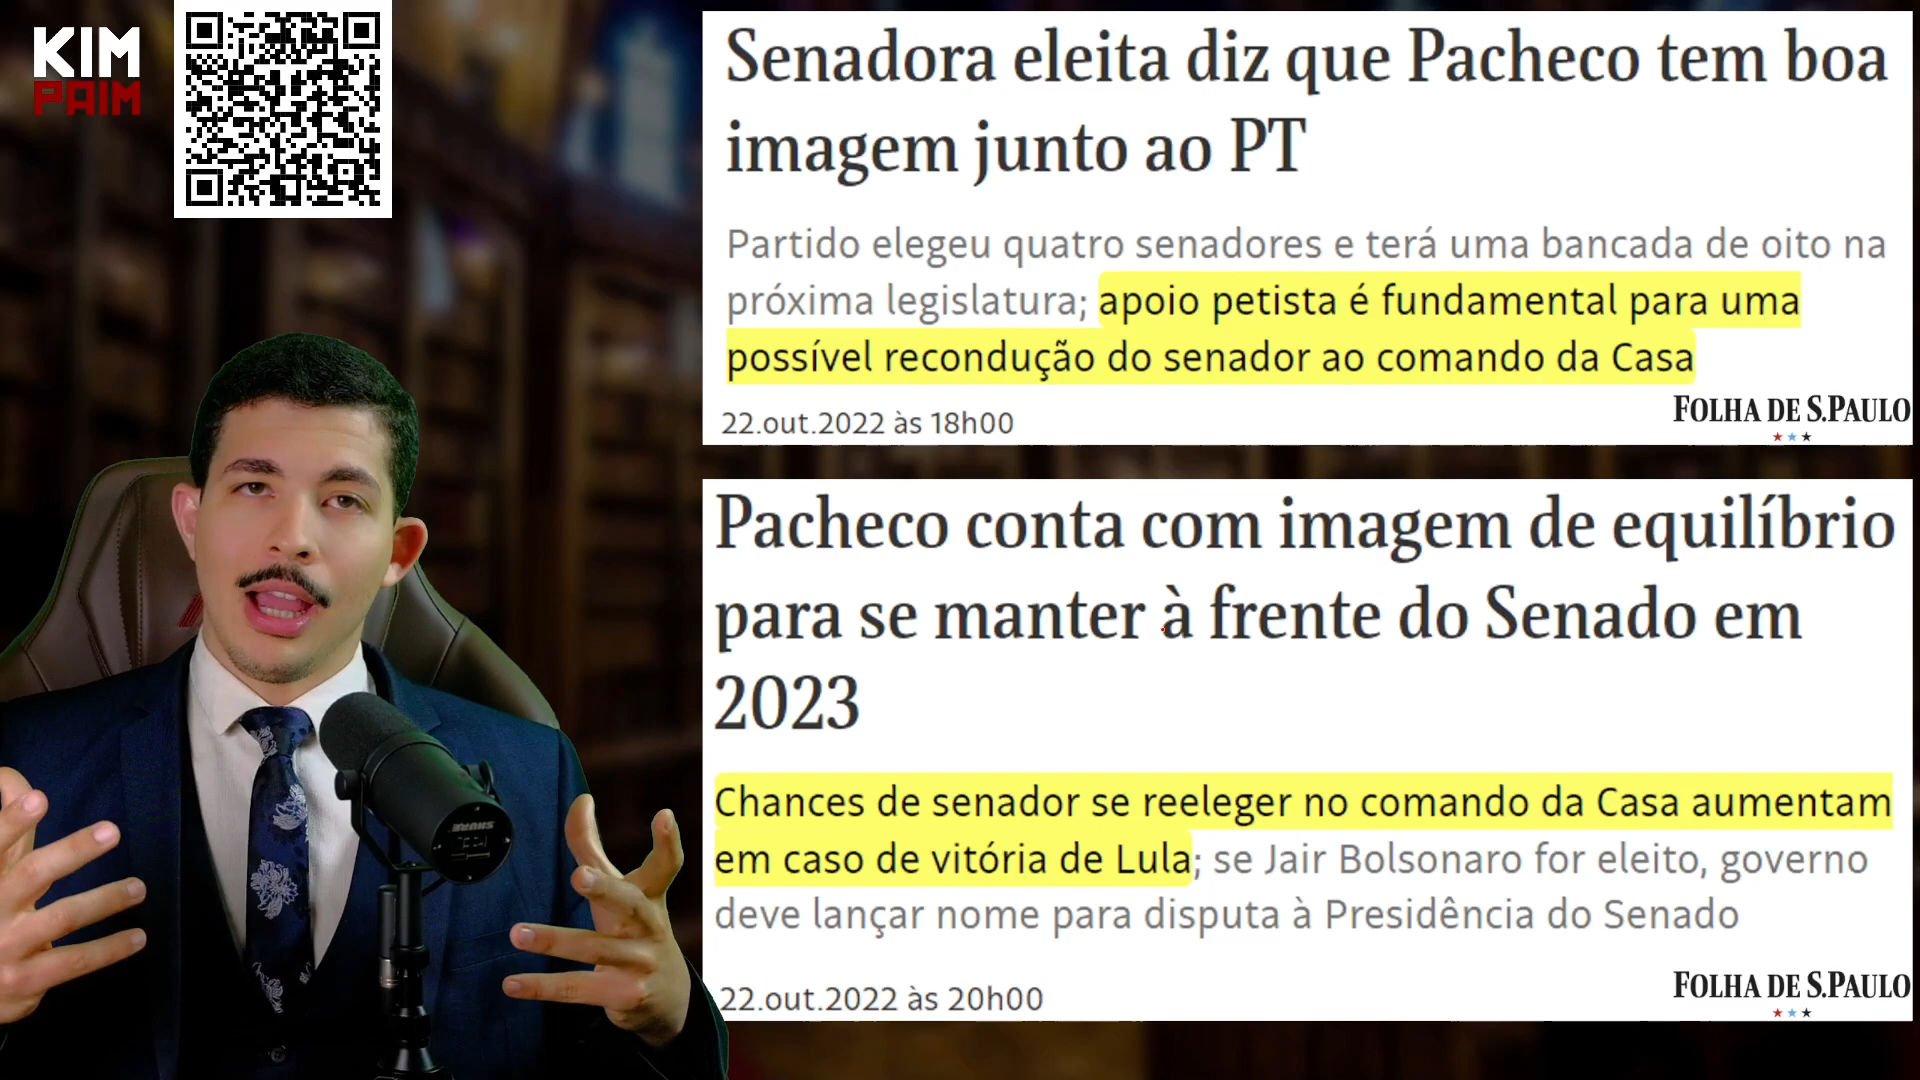 KIM
PAIM
Senadora eleita diz que Pacheco tem boa
imagem junto ao PT
Partido elegeu quatro senadores e terá uma bancada de oito na
próxima legislatura; apoio petista é fundamental para uma
possível recondução do senador ao comando da Casa
22.out.2022 às 18h00
FOLHA DE S.PAULO
Pacheco conta com imagem de equilíbrio
para se manter à frente do Senado em
2023
Chances de senador se reeleger no comando da Casa aumentam
em caso de vitória de Lula; se Jair Bolsonaro for eleito, governo
deve lançar nome para disputa à Presidência do Senado
22.out.2022 às 20h00
FOLHA DE S.PAULO
SHURE